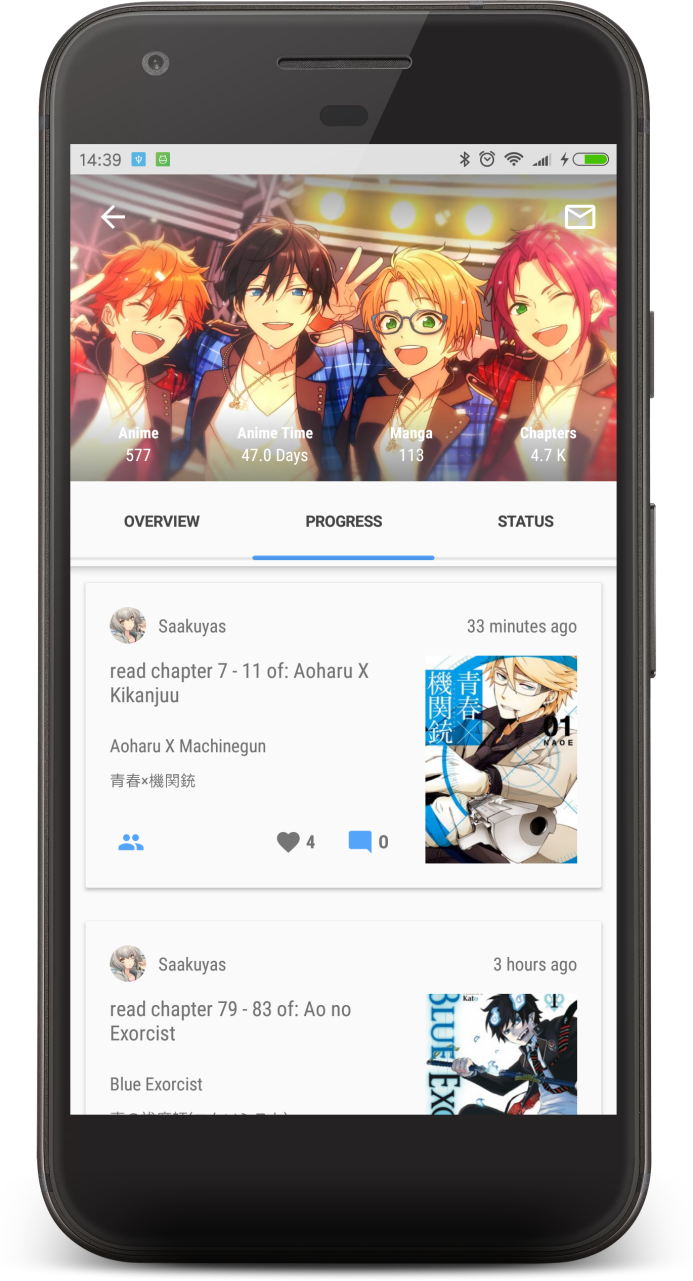 14:39
Anime
Anime Time
Manga
Chapters
577
47.0 Days
113
4.7 K
OVERVIEW
PROGRESS
STATUS
Saakuyas
33 minutes ago
read chapter 7 - 11 of: Aoharu X
Kikanjuu
Aoharu X Machinegun
青春×機関銃
4
0
青春×
機関銃
01
NAOE
Saakuyas
3 hours ago
read chapter 79 - 83 of: Ao no
Exorcist
Blue Exorcist
Kato
1
BLUE EXO